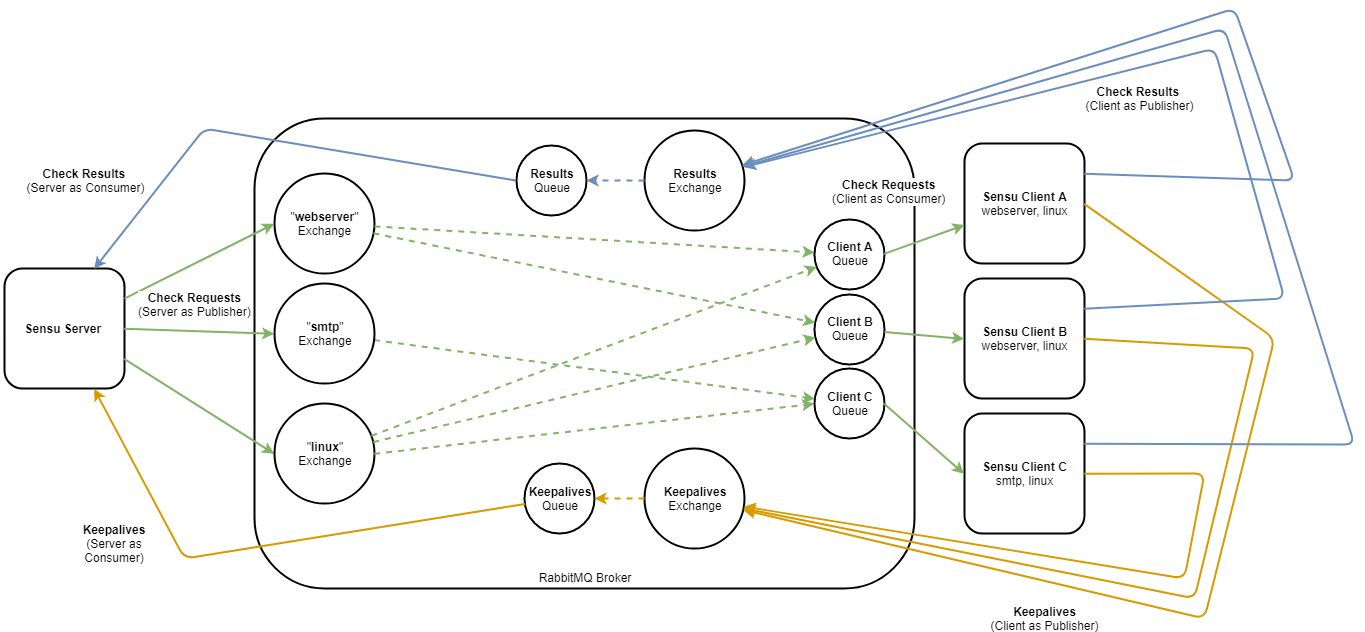 Check Results
(Client as Publisher)
Check Results
(Server as Consumer)
Results
Queue
Results
Exchange
Check Requests
(Client as Consumer)
Sensu Client A
webserver, linux
"webserver"
Exchange
Client A
Queue
Check Requests
(Server as Publisher)
Sensu Server
"smtp"
Exchange
Client B
Queue
Sensu Client B
webserver, linux
Client C
Queue
"linux"
Exchange
Sensu Client C
smtp, linux
Keepalives
Queue
Keepalives
Exchange
Keepalives
(Server as
Consumer)
RabbitMQ Broker
Keepalives
(Client as Publisher)